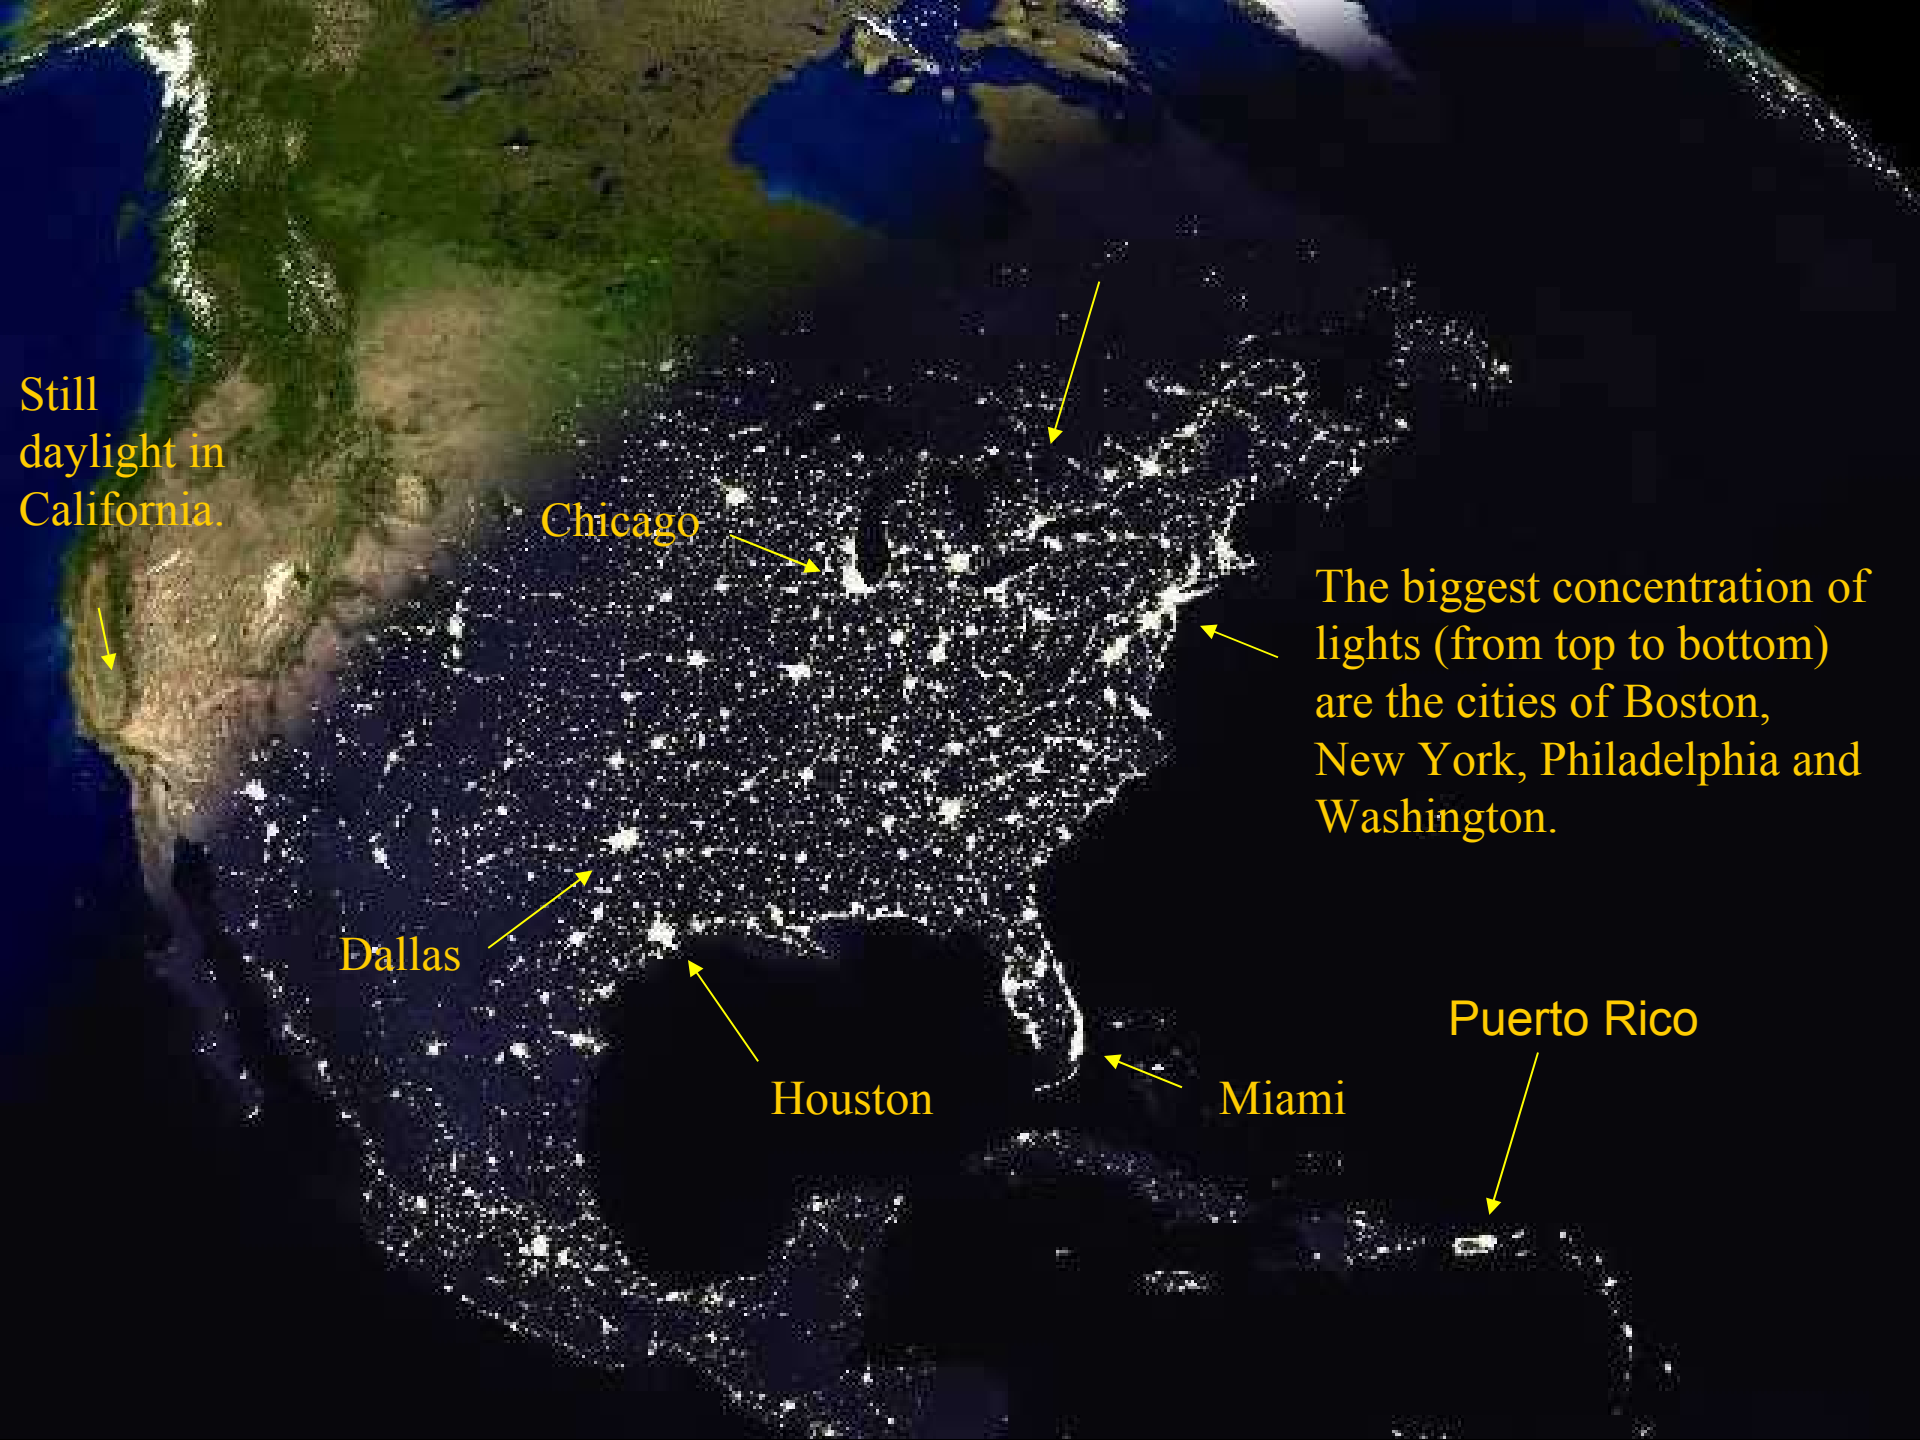 Still
daylight in
California.
Chicago
The biggest concentration of
lights (from top to bottom)
are the cities of Boston,
New York, Philadelphia and
Washington.
Dallas
Puerto Rico
Houston
Miami